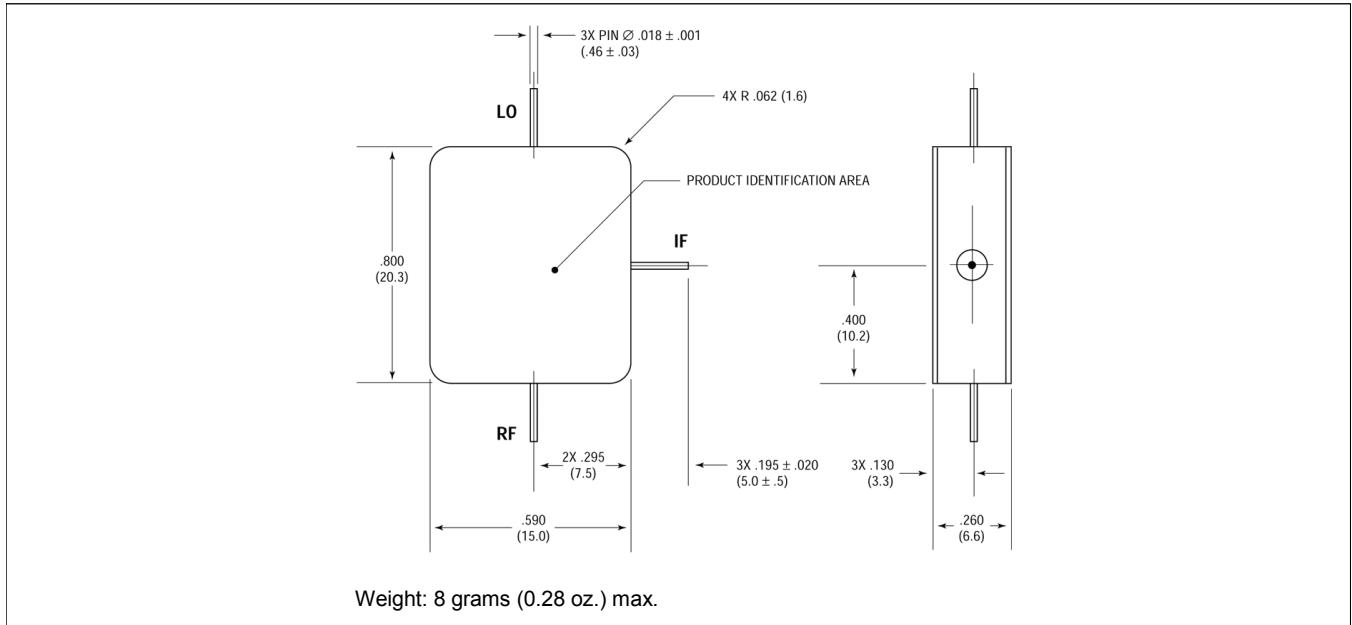 3X PIN Ø .018 ± .001
(.46 ± .03)
LO
4X R .062 (1.6)
PRODUCT IDENTIFICATION AREA
IF
.800
(20.3)
.400
(10.2)
RF
2X .295
(7.5)
3X .195 ± .020
(5.0 ± .5)
3X .130
(3.3)
.590
(15.0)
.260
(6.6)
Weight: 8 grams (0.28 oz.) max.